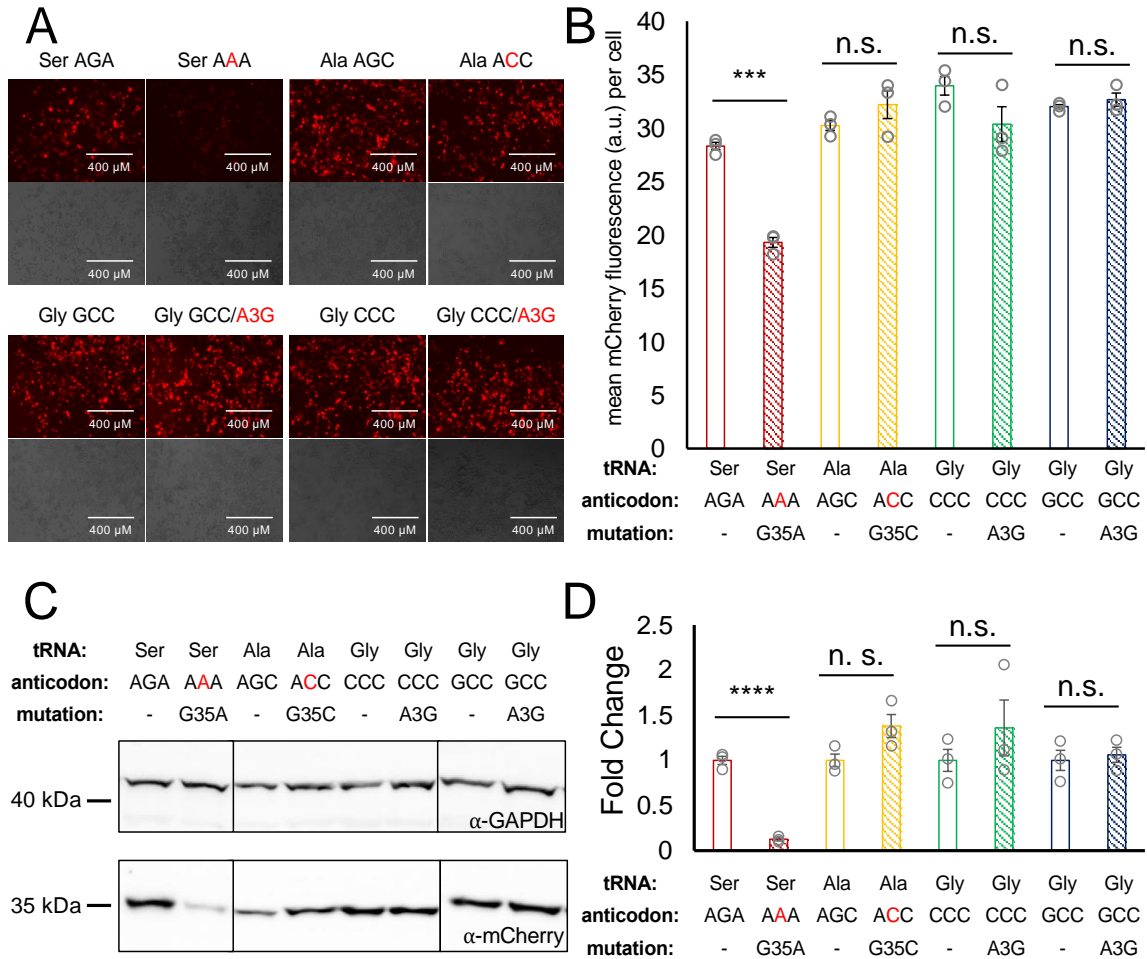 A
Ser AGA Ser AAA Ala AGC Ala ACC
400 µM 400 µM 400 µM 400 µM
400 µM 400 µM 400 µM 400 µM
Gly GCC Gly GCC/A3G Gly CCC Gly CCC/A3G
400 µM 400 µM 400 µM 400 µM
400 µM 400 µM 400 µM 400 µM
B
mean mCherry fluorescence (a.u.) per cell
40
35
30
25
20
15
10
5
0
*** n.s. n.s. n.s.
tRNA: Ser Ser Ala Ala Gly Gly Gly Gly
anticodon: AGA AAA AGC ACC CCC CCC GCC GCC
mutation: - G35A - G35C - A3G - A3G
C
tRNA: Ser Ser Ala Ala Gly Gly Gly Gly
anticodon: AGA AAA AGC ACC CCC CCC GCC GCC
mutation: - G35A - G35C - A3G - A3G
40 kDa
α-GAPDH
35 kDa
α-mCherry
D
Fold Change
2.5
2
1.5
1
0.5
0
**** n. s. n.s. n.s.
tRNA: Ser Ser Ala Ala Gly Gly Gly Gly
anticodon: AGA AAA AGC ACC CCC CCC GCC GCC
mutation: - G35A - G35C - A3G - A3G